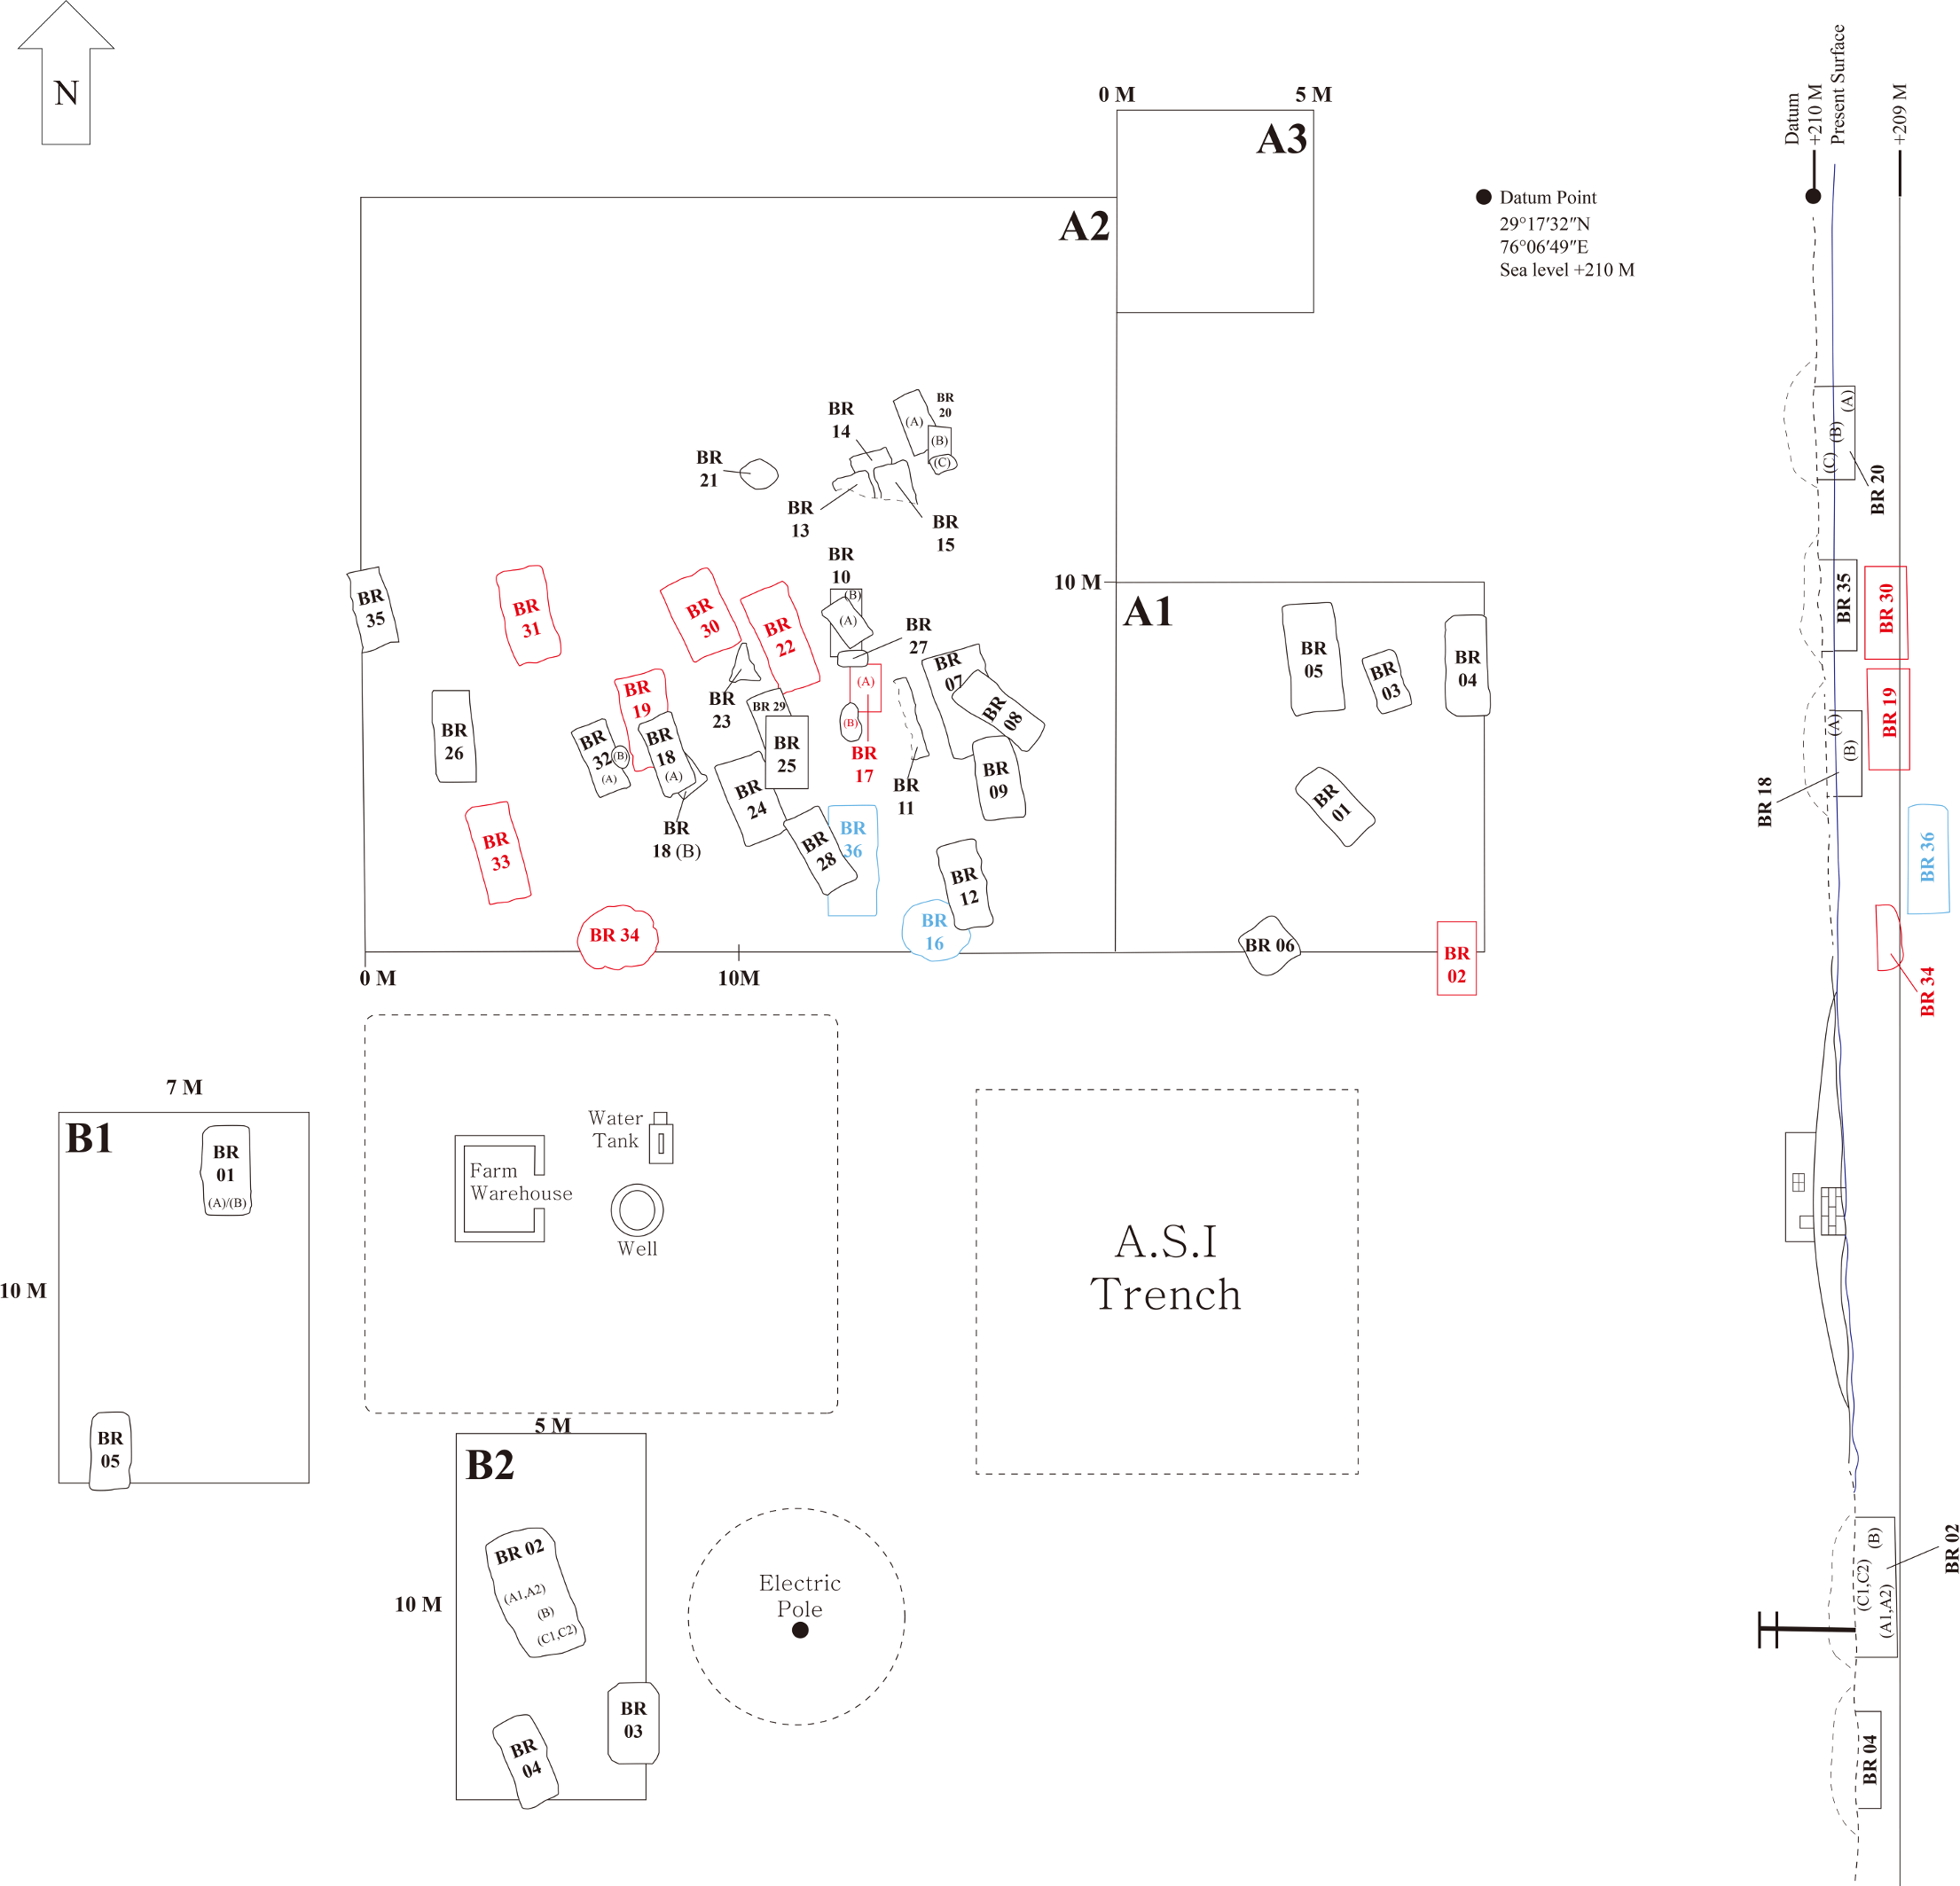 N
0 M
5 M
A3
A2
Datum Point
29°17′32″N
76°06′49″E
Sea level +210 M
Datum
+210 M
Present Surface
+209 M
BR
14
(A)
BR
20
(B)
(C)
BR
21
BR
13
BR
15
BR
10
(B)
(A)
BR
27
BR
35
BR
31
BR
30
BR
22
BR
23
BR
19
BR
26
BR
32
(B)
(A)
BR
18
(A)
BR
18 (B)
BR 29
BR
25
BR
24
(A)
(B)
BR
17
BR
11
BR
07
BR
08
BR
09
BR
33
BR
28
BR
36
BR
12
BR 34
BR
16
0 M
10M
10 M
A1
BR
05
BR
03
BR
04
BR
01
BR 06
BR
02
7 M
B1
BR
01
(A)/(B)
10 M
BR
05
Water
Tank
Farm
Warehouse
Well
A.S.I
Trench
5 M
B2
BR 02
(A1,A2)
(B)
(C1,C2)
10 M
BR
03
BR
04
Electric
Pole
(A)
(B)
(C)
BR 20
BR 35
BR 30
BR 19
(A)
(B)
BR 18
BR 36
BR 34
(B)
(C1,C2)
(A1,A2)
BR 02
BR 04